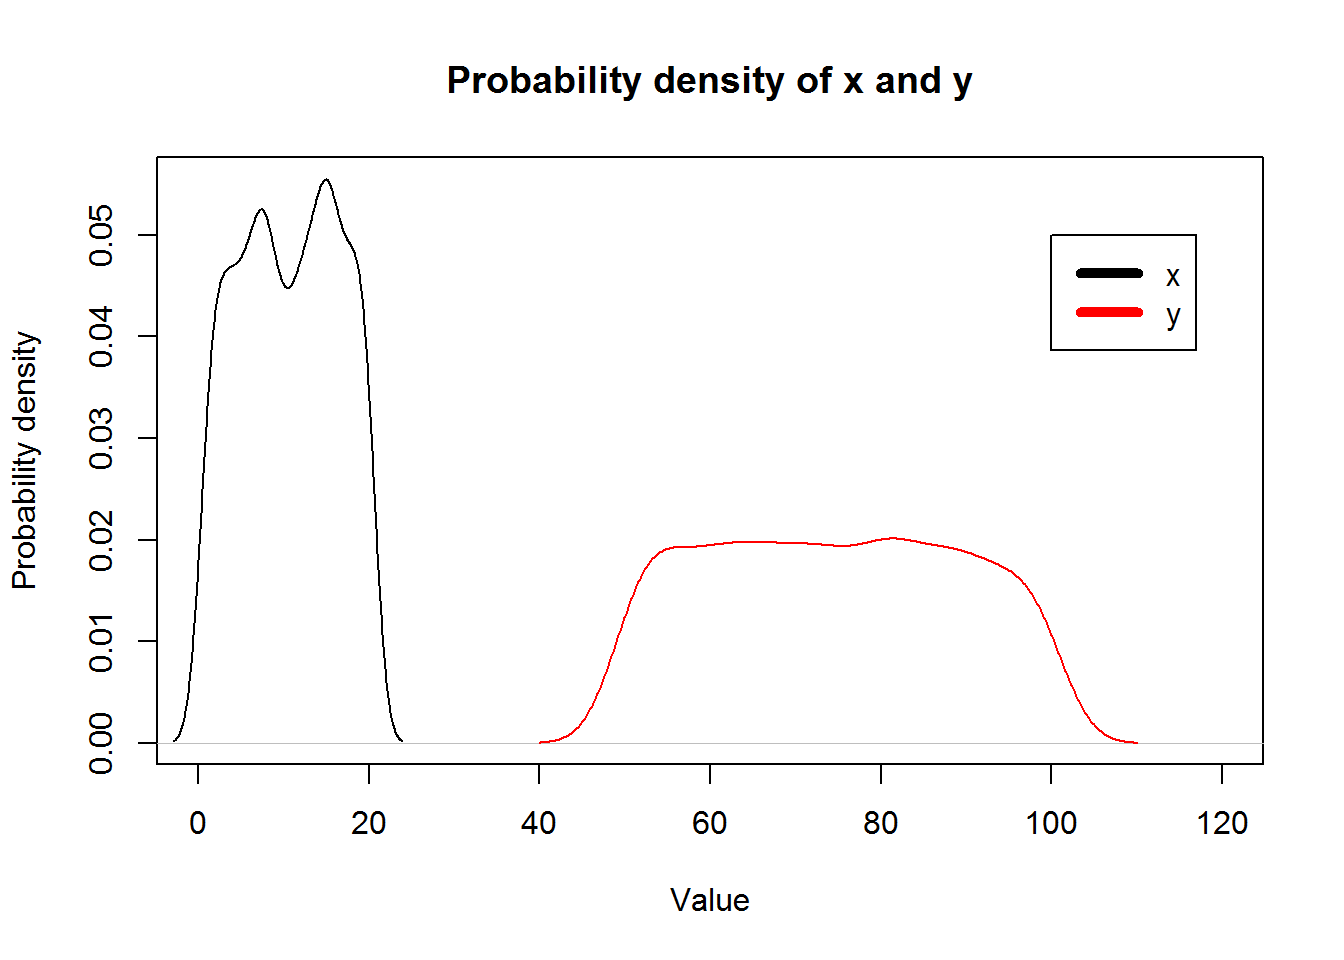 Probability density of x and y
Probability density
0.05
0.04
0.03
0.02
0.01
0.00
x
y
0 20 40 60 80 100 120
Value